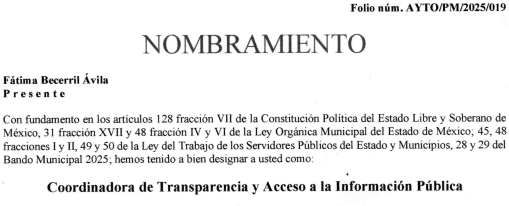 Folio núm. AYTO/PM/2025/019
NOMBRAMIENTO
Fátima Becerril Ávila
P r e s e n t e
Con fundamento en los artículos 128 fracción VII de la Constitución Política del Estado Libre y Soberano de
México, 31 fracción XVII y 48 fracción IV y VI de la Ley Orgánica Municipal del Estado de México; 45, 48
fracciones I y II, 49 y 50 de la Ley del Trabajo de los Servidores Públicos del Estado y Municipios, 28 y 29 del
Bando Municipal 2025; hemos tenido a bien designar a usted como:
Coordinadora de Transparencia y Acceso a la Información Pública